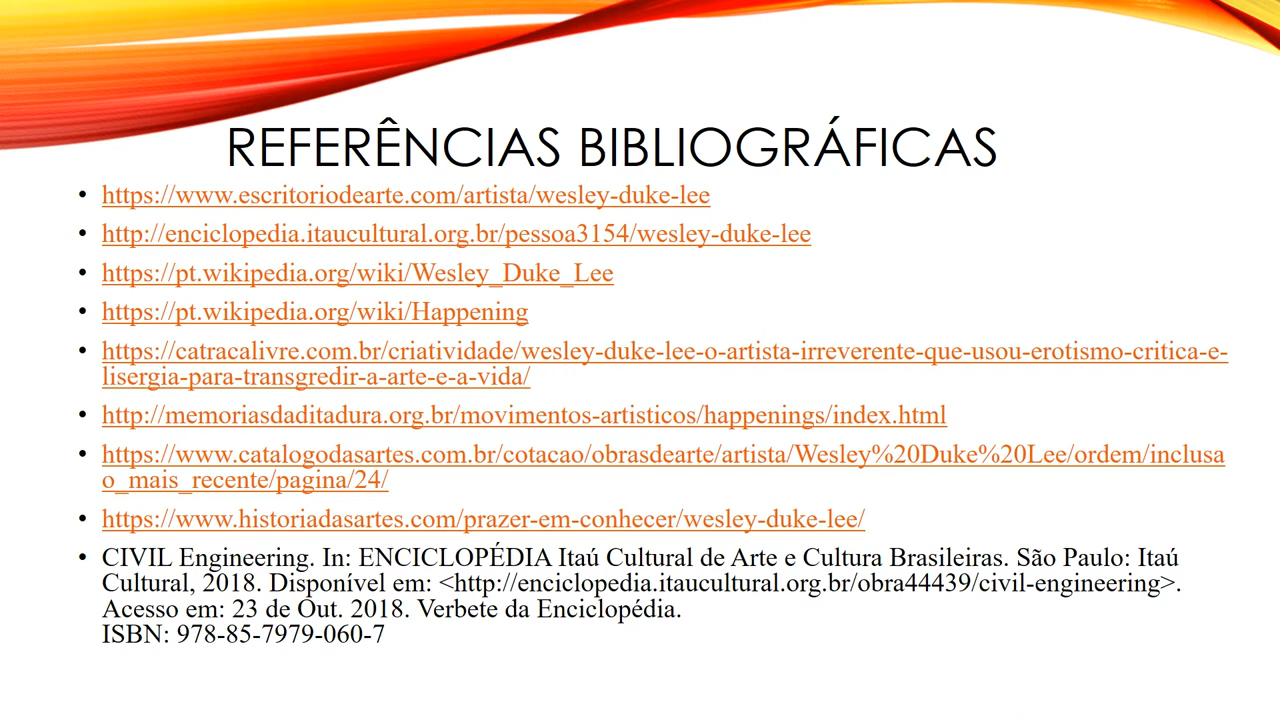 REFERÊNCIAS BIBLIOGRÁFICAS
• https://www.escritoriodearte.com/artista/wesley-duke-lee
• http://enciclopedia.itaucultural.org.br/pessoa3154/wesley-duke-lee
• https://pt.wikipedia.org/wiki/Wesley_Duke_Lee
• https://pt.wikipedia.org/wiki/Happening
• https://catracalivre.com.br/criatividade/wesley-duke-lee-o-artista-irreverente-que-usou-erotismo-critica-e-
lisergia-para-transgredir-a-arte-e-a-vida/
• http://memoriasdaditadura.org.br/movimentos-artisticos/happenings/index.html
• https://www.catalogodasartes.com.br/cotacao/obrasdearte/artista/Wesley%20Duke%20Lee/ordem/inclusa
o_mais_recente/pagina/24/
• https://www.historiadasartes.com/prazer-em-conhecer/wesley-duke-lee/
• CIVIL Engineering. In: ENCICLOPÉDIA Itaú Cultural de Arte e Cultura Brasileiras. São Paulo: Itaú
Cultural, 2018. Disponível em: <http://enciclopedia.itaucultural.org.br/obra44439/civil-engineering>.
Acesso em: 23 de Out. 2018. Verbete da Enciclopédia.
ISBN: 978-85-7979-060-7